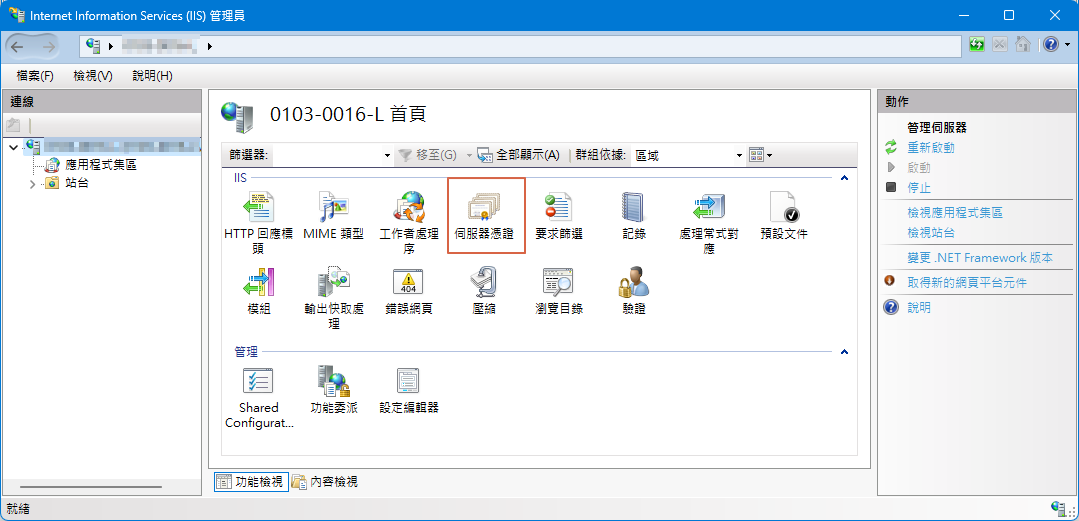 Internet Information Services (IIS) 管理員
檔案(F) 檢視(V) 說明(H)
連線
應用程式集區
站台
0103-0016-L 首頁
篩選器: 移至(G) 全部顯示(A) 群組依據: 區域
IIS
HTTP 回應標頭
MIME 類型
工作者處理序
伺服器憑證
要求篩選
記錄
處理常式對應
預設文件
模組
輸出快取處理
錯誤網頁
404
壓縮
瀏覽目錄
驗證
管理
Shared Configurat...
功能委派
設定編輯器
功能檢視 內容檢視
動作
管理伺服器
重新啟動
啟動
停止
檢視應用程式集區
檢視站台
變更 .NET Framework 版本
取得新的網頁平台元件
說明
就緒